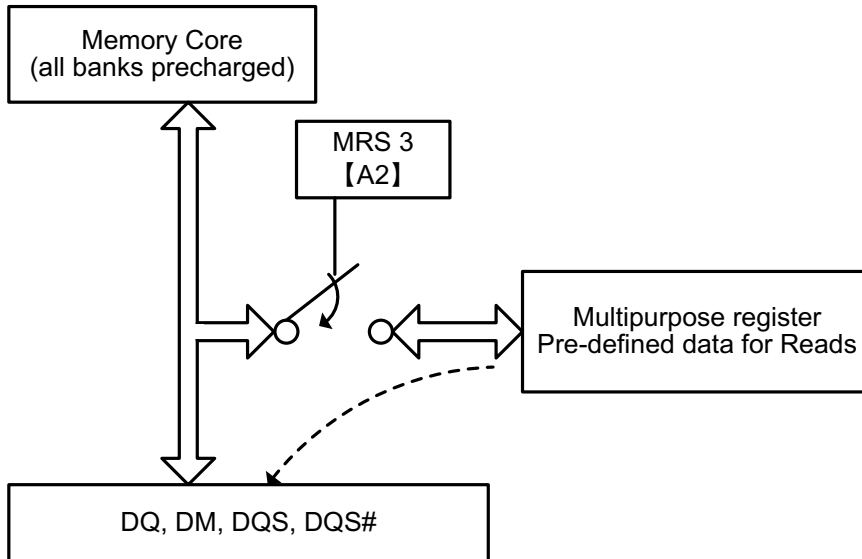 Memory Core
(all banks precharged)
MRS 3
【A2】
Multipurpose register
Pre-defined data for Reads
DQ, DM, DQS, DQS#